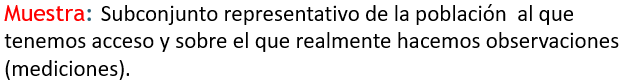 Muestra: Subconjunto representativo de la población al que
tenemos acceso y sobre el que realmente hacemos observaciones
(mediciones).